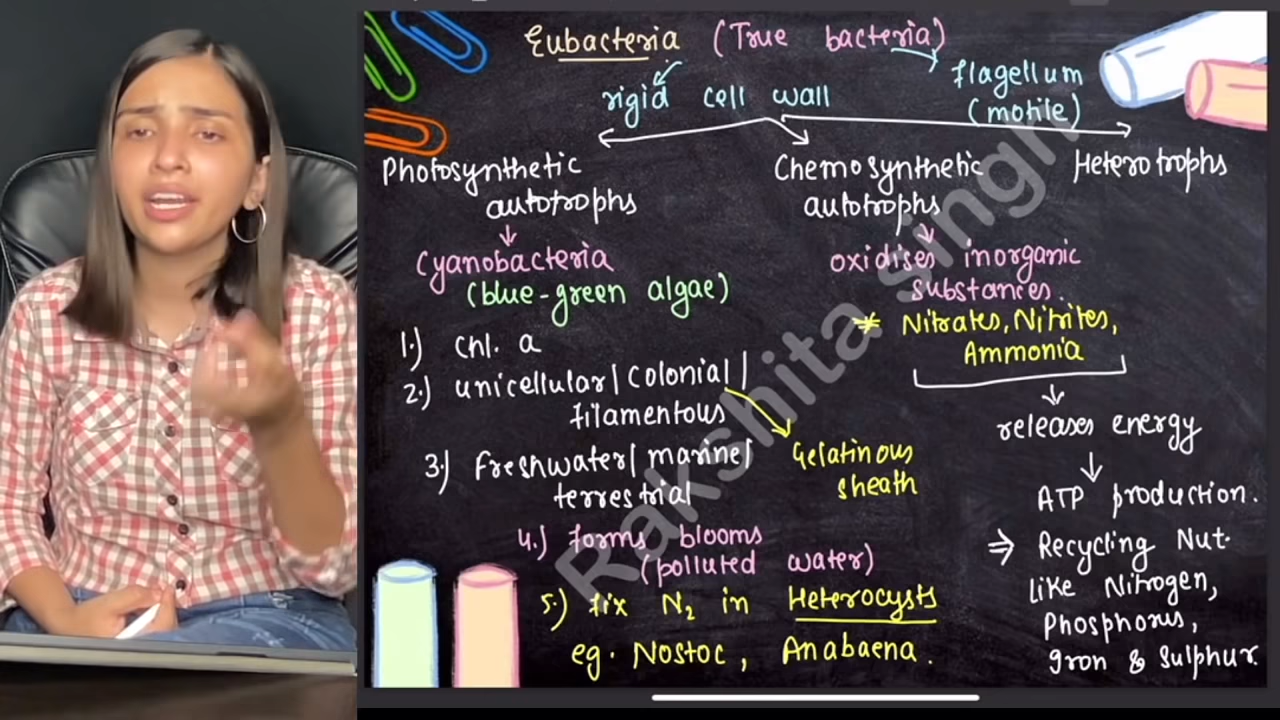 Eubacteria (True bacteria)
flagellum
(motile)
rigid cell wall
Photosynthetic
autotrophs
Chemosynthetic
autotrophs
Heterotrophs
Cyanobacteria
(blue-green algae)
1.) Chl. a
2.) unicellular/colonial/
filamentous
Gelatinous
sheath
3.) freshwater/marine/
terrestrial
4.) forms blooms
(polluted water)
5.) fix N₂ in Heterocysts
eg. Nostoc, Anabaena.
oxidises inorganic
substances.
* Nitrates, Nitrites,
Ammonia
releases energy
ATP production.
⇒ Recycling Nut.
like Nitrogen,
Phosphorus,
Iron & Sulphur.
Rakshita singh